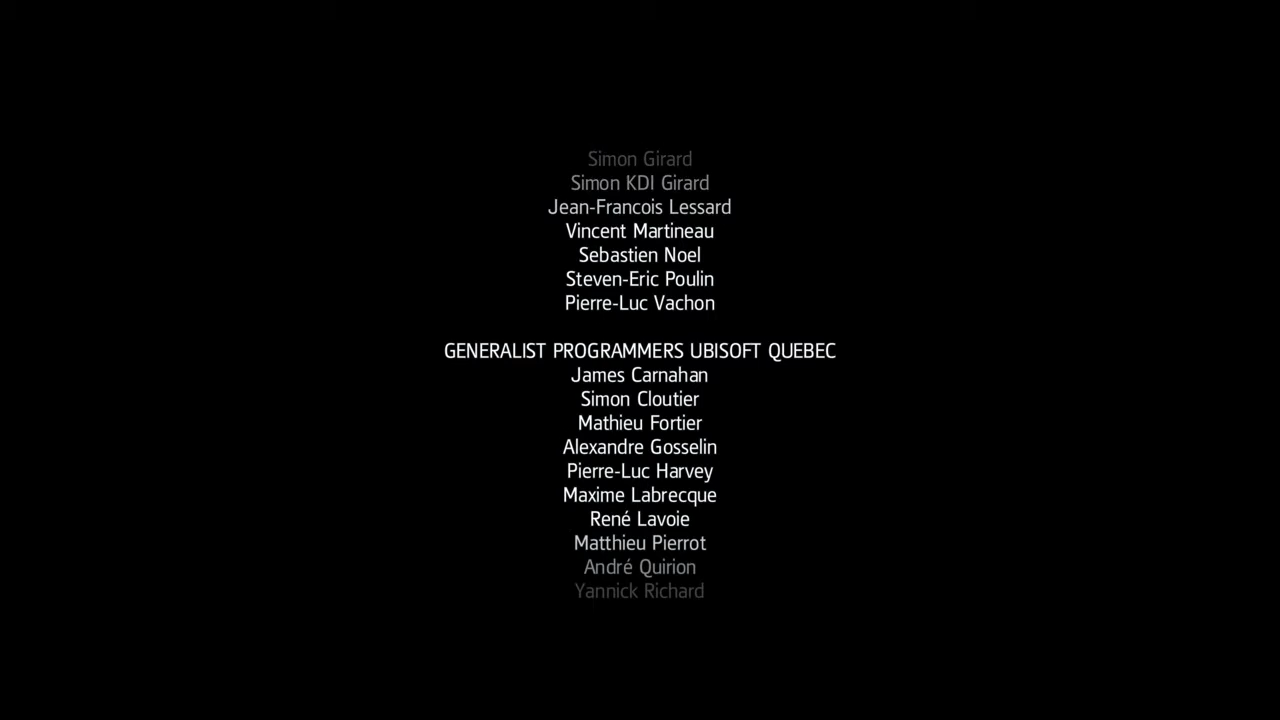 Simon Girard
Simon KDI Girard
Jean-Francois Lessard
Vincent Martineau
Sebastien Noel
Steven-Eric Poulin
Pierre-Luc Vachon
GENERALIST PROGRAMMERS UBISOFT QUEBEC
James Carnahan
Simon Cloutier
Mathieu Fortier
Alexandre Gosselin
Pierre-Luc Harvey
Maxime Labrecque
René Lavoie
Matthieu Pierrot
André Quirion
Yannick Richard